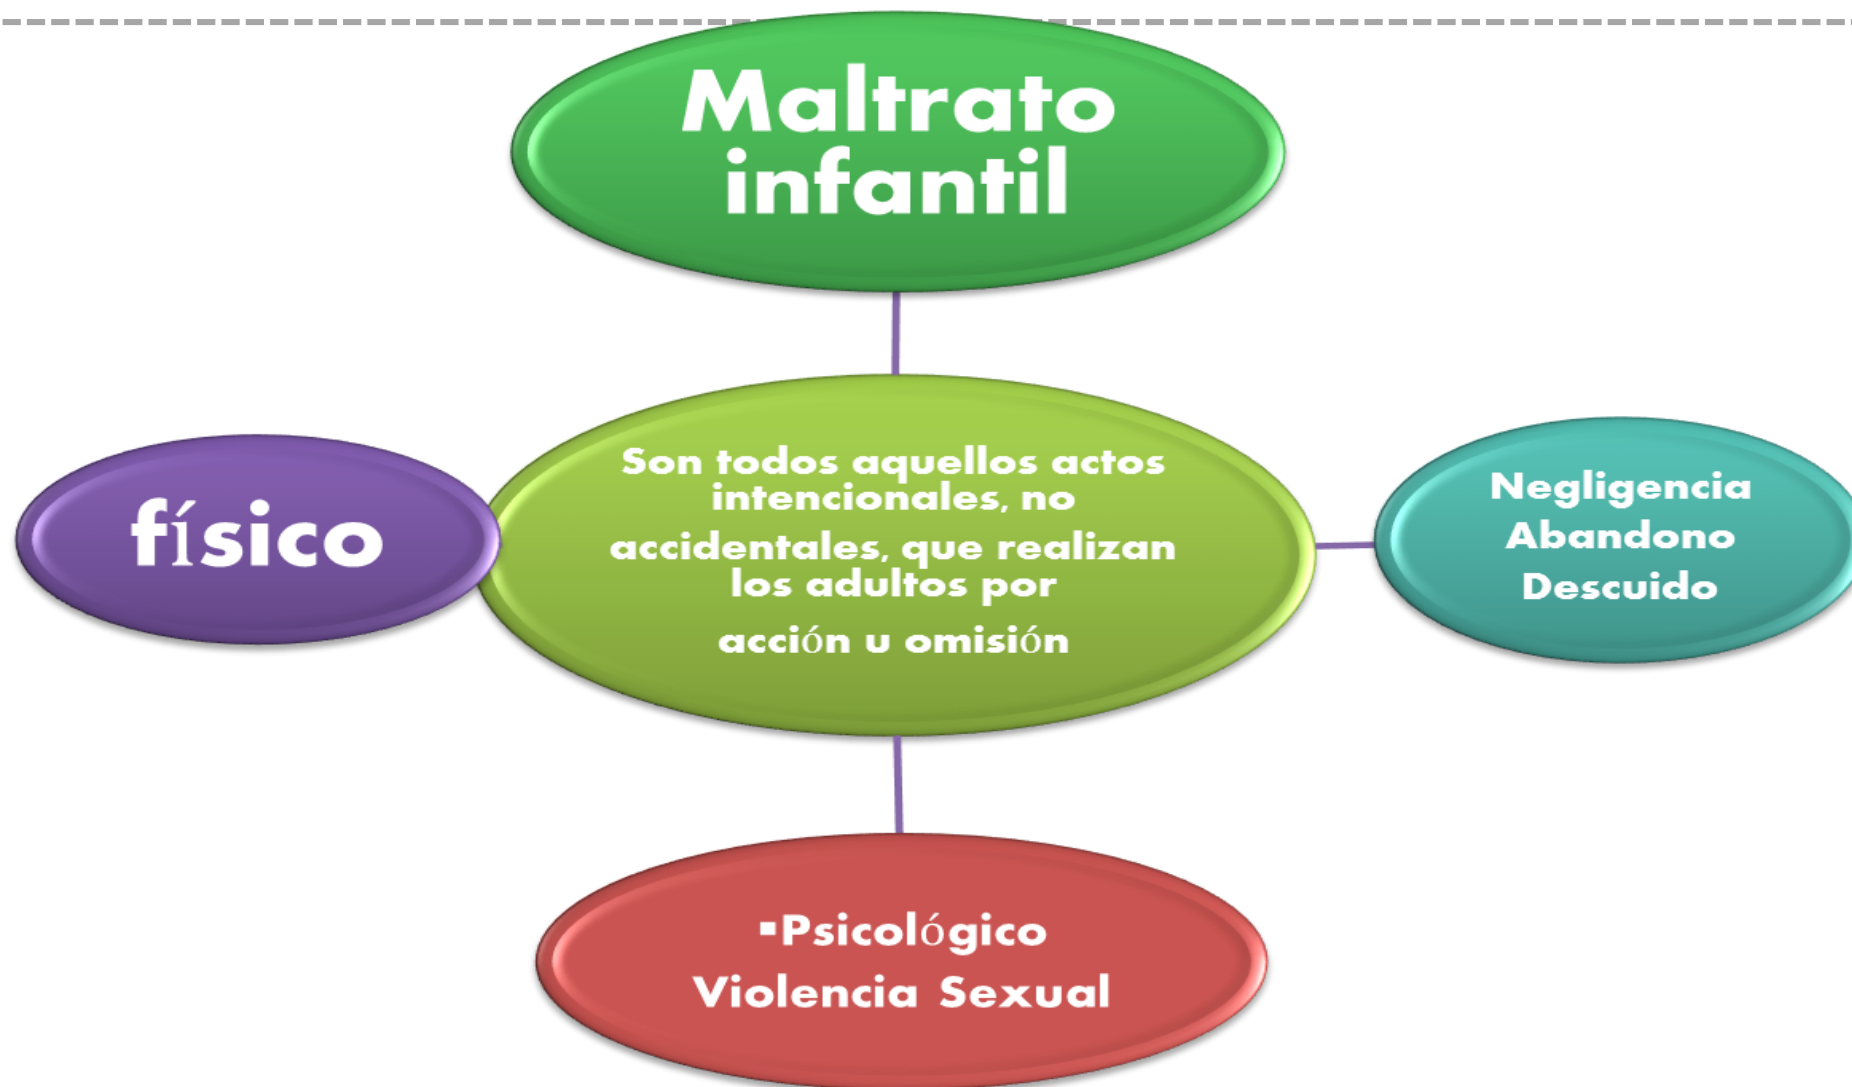 Maltrato
infantil
físico
Son todos aquellos actos
intencionales, no
accidentales, que realizan
los adultos por
acción u omisión
Negligencia
Abandono
Descuido
▪Psicológico
Violencia Sexual